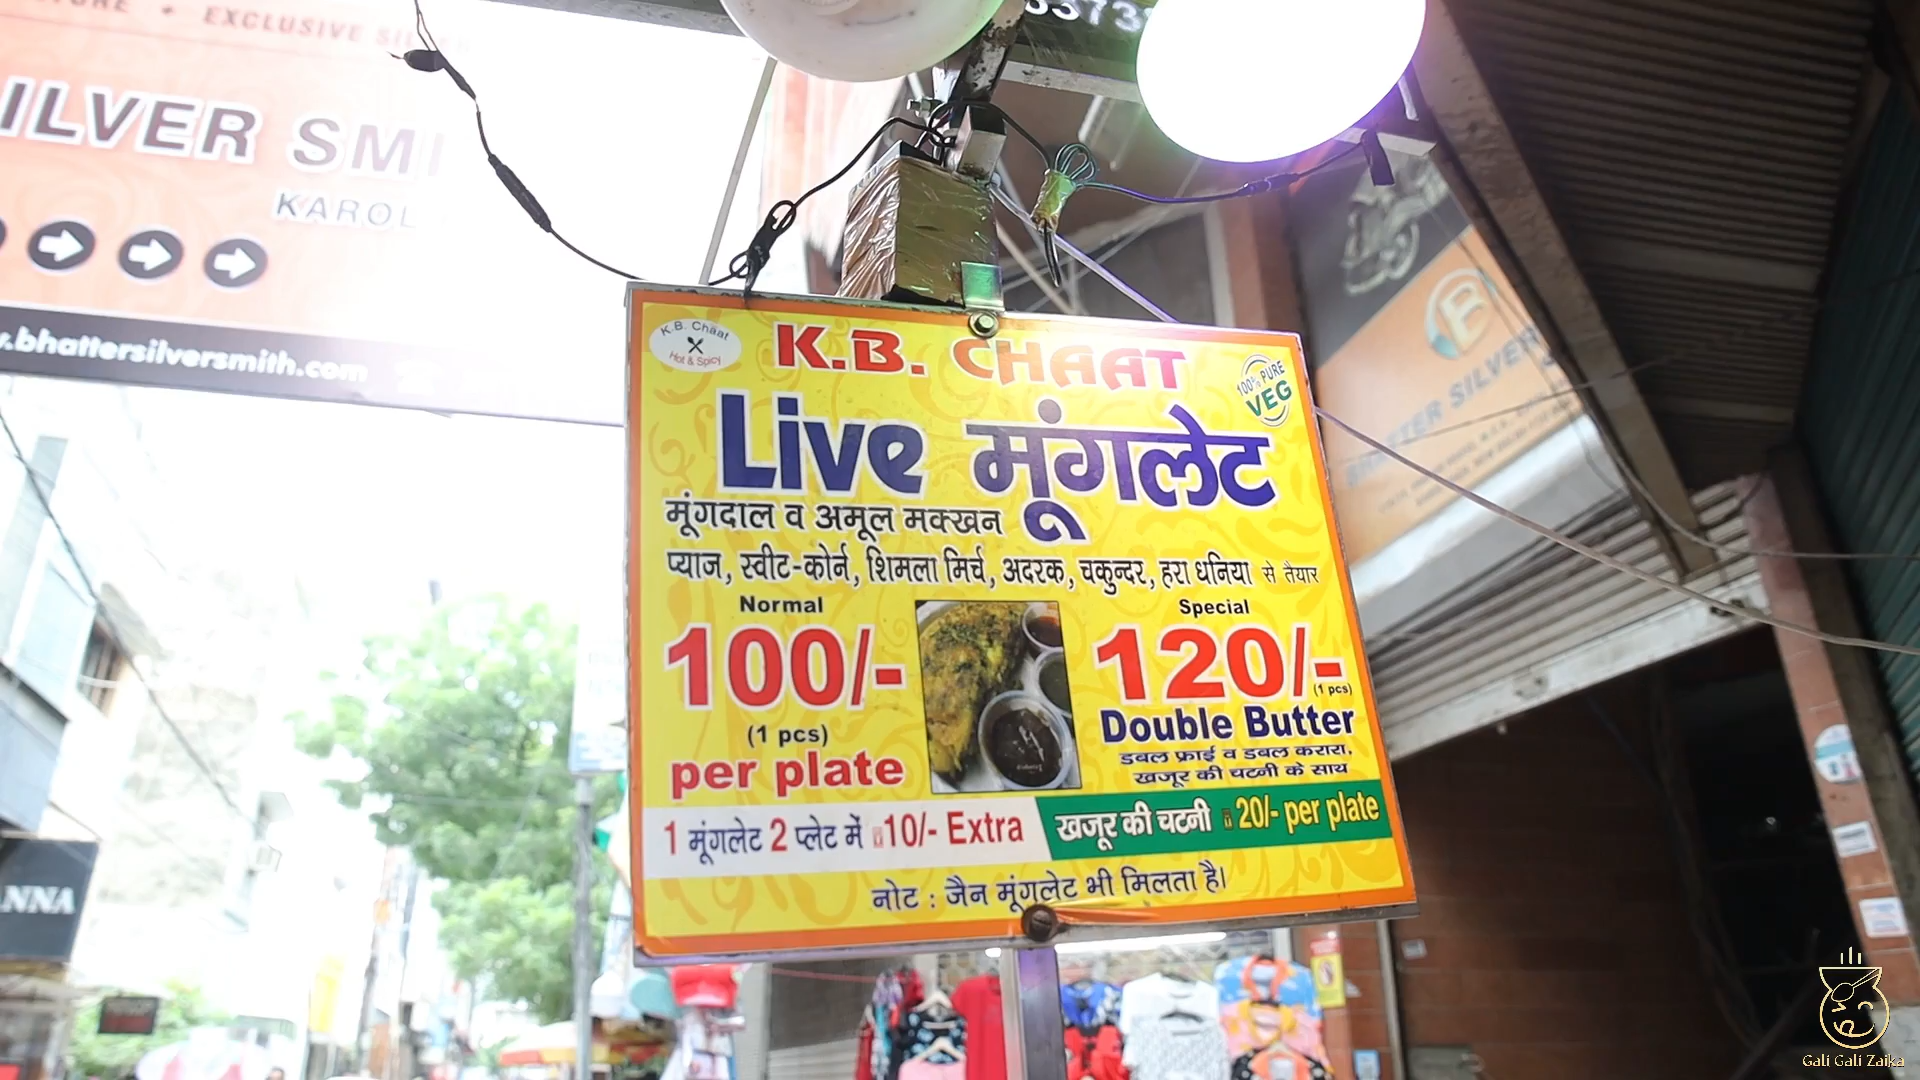 EXCLUSIVE
ILVER SM
KAROL
.bhattersilversmith.com
K.B. Chaat
Hot & Spicy
K.B. CHAAT
100% PURE
VEG
Live मूंगलेट
मूंगदाल व अमूल मक्खन
प्याज, स्वीट-कोर्न, शिमला मिर्च, अदरक, चकुन्दर, हरा धनिया से तैयार
Normal
100/-
(1 pcs)
per plate
Special
120/-
(1 pcs)
Double Butter
डबल फ्राई व डबल करारा,
खजूर की चटनी के साथ
1 मूंगलेट 2 प्लेट में 10/- Extra
खजूर की चटनी 20/- per plate
नोट : जैन मूंगलेट भी मिलता है।
NNA
Gali Gali Zaika